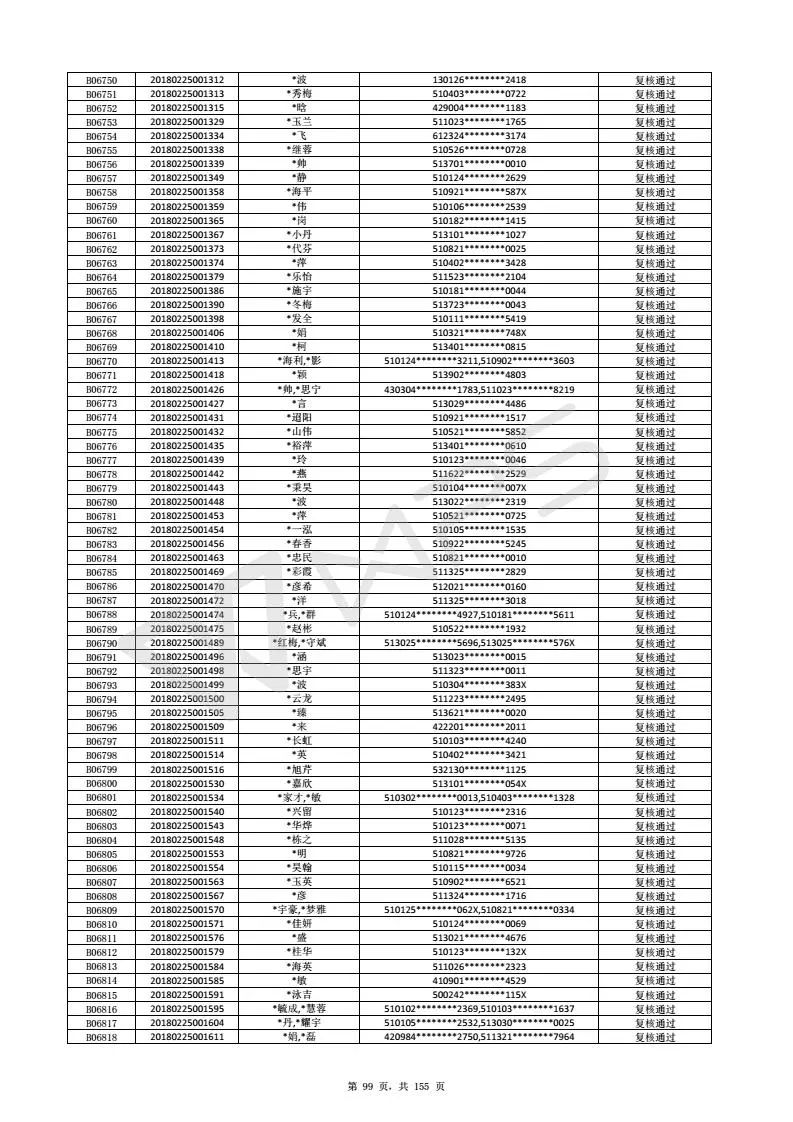 B06750 20180225001312 *波 130126********2418 复核通过
B06751 20180225001313 *秀梅 510403********0722 复核通过
B06752 20180225001315 *晗 429004********1183 复核通过
B06753 20180225001329 *玉兰 511023********1765 复核通过
B06754 20180225001334 *飞 612324********3174 复核通过
B06755 20180225001338 *继蓉 510526********0728 复核通过
B06756 20180225001339 *帅 513701********0010 复核通过
B06757 20180225001349 *静 510124********2629 复核通过
B06758 20180225001358 *海平 510921********587X 复核通过
B06759 20180225001359 *伟 510106********2539 复核通过
B06760 20180225001365 *岗 510182********1415 复核通过
B06761 20180225001367 *小丹 513101********1027 复核通过
B06762 20180225001373 *代芬 510821********0025 复核通过
B06763 20180225001374 *萍 510402********3428 复核通过
B06764 20180225001379 *乐怡 511523********2104 复核通过
B06765 20180225001386 *施宇 510181********0044 复核通过
B06766 20180225001390 *冬梅 513723********0043 复核通过
B06767 20180225001398 *发全 510111********5419 复核通过
B06768 20180225001406 *娟 510321********748X 复核通过
B06769 20180225001410 *柯 513401********0815 复核通过
B06770 20180225001413 *海利,*影 510124********3211,510902********3603 复核通过
B06771 20180225001418 *颖 513902********4803 复核通过
B06772 20180225001426 *帅,*思宁 430304********1783,511023********8219 复核通过
B06773 20180225001427 *言 513029********4486 复核通过
B06774 20180225001431 *迢阳 510921********1517 复核通过
B06775 20180225001432 *山伟 510521********5852 复核通过
B06776 20180225001435 *裕萍 513401********0610 复核通过
B06777 20180225001439 *玲 510123********0046 复核通过
B06778 20180225001442 *燕 511622********2529 复核通过
B06779 20180225001443 *秉昊 510104********007X 复核通过
B06780 20180225001448 *波 513022********2319 复核通过
B06781 20180225001453 *萍 510521********0725 复核通过
B06782 20180225001454 *一泓 510105********1535 复核通过
B06783 20180225001456 *春香 510922********5245 复核通过
B06784 20180225001463 *忠民 510821********0010 复核通过
B06785 20180225001469 *彩霞 511325********2829 复核通过
B06786 20180225001470 *彦希 512021********0160 复核通过
B06787 20180225001472 *洋 511325********3018 复核通过
B06788 20180225001474 *兵,*群 510124********4927,510181********5611 复核通过
B06789 20180225001475 *赵彬 510522********1932 复核通过
B06790 20180225001489 *红梅,*守斌 513025********5696,513025********576X 复核通过
B06791 20180225001496 *涵 513023********0015 复核通过
B06792 20180225001498 *思宇 511323********0011 复核通过
B06793 20180225001499 *波 510304********383X 复核通过
B06794 20180225001500 *云龙 511223********2495 复核通过
B06795 20180225001505 *臻 513621********0020 复核通过
B06796 20180225001509 *来 422201********2011 复核通过
B06797 20180225001511 *长虹 510103********4240 复核通过
B06798 20180225001514 *英 510402********3421 复核通过
B06799 20180225001516 *旭芹 532130********1125 复核通过
B06800 20180225001530 *嘉欣 513101********054X 复核通过
B06801 20180225001534 *家才,*敏 510302********0013,510403********1328 复核通过
B06802 20180225001540 *兴留 510123********2316 复核通过
B06803 20180225001543 *华烨 510123********0071 复核通过
B06804 20180225001548 *栋之 511028********5135 复核通过
B06805 20180225001553 *明 510821********9726 复核通过
B06806 20180225001554 *昊翰 510115********0034 复核通过
B06807 20180225001563 *玉英 510902********6521 复核通过
B06808 20180225001567 *彦 511324********1716 复核通过
B06809 20180225001570 *宇豪,*梦雅 510125********062X,510821********0334 复核通过
B06810 20180225001571 *佳妍 510124********0069 复核通过
B06811 20180225001576 *盛 513021********4676 复核通过
B06812 20180225001579 *桂华 510123********132X 复核通过
B06813 20180225001584 *海英 511026********2323 复核通过
B06814 20180225001585 *敏 410901********4529 复核通过
B06815 20180225001591 *泳吉 500242********115X 复核通过
B06816 20180225001595 *毓成,*慧蓉 510102********2369,510103********1637 复核通过
B06817 20180225001604 *丹,*耀宇 510105********2532,513030********0025 复核通过
B06818 20180225001611 *娟,*磊 420984********2750,511321********7964 复核通过
WPS
第 99 页,共 155 页